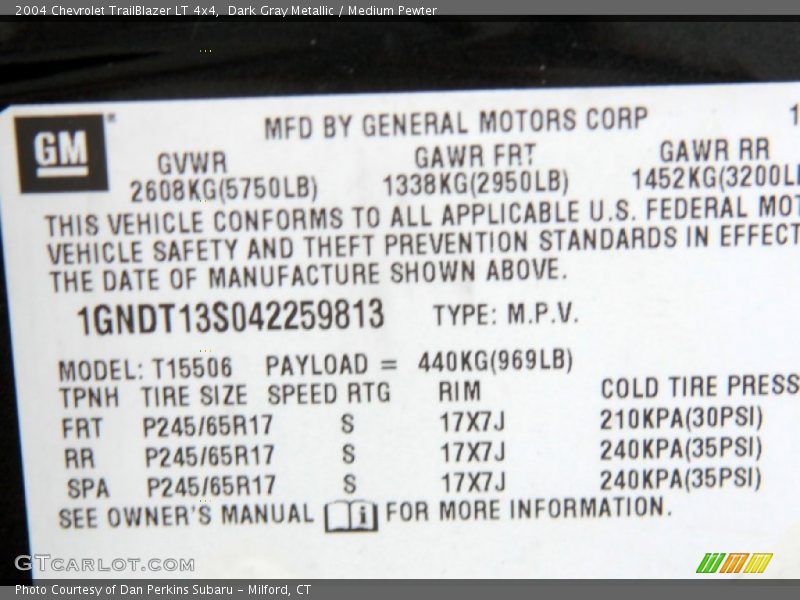 2004 Chevrolet TrailBlazer LT 4x4,  Dark Gray Metallic / Medium Pewter
GM
MFD BY GENERAL MOTORS CORP
GVWR GAWR FRT GAWR RR
2608KG(5750LB) 1338KG(2950LB) 1452KG(3200L
THIS VEHICLE CONFORMS TO ALL APPLICABLE U.S. FEDERAL MOT
VEHICLE SAFETY AND THEFT PREVENTION STANDARDS IN EFFECT
THE DATE OF MANUFACTURE SHOWN ABOVE.
1GNDT13S042259813 TYPE: M.P.V.
MODEL: T15506 PAYLOAD = 440KG(969LB)
TPNH TIRE SIZE SPEED RTG RIM COLD TIRE PRESS
FRT P245/65R17 S 17X7J 210KPA(30PSI)
RR P245/65R17 S 17X7J 240KPA(35PSI)
SPA P245/65R17 S 17X7J 240KPA(35PSI)
SEE OWNER'S MANUAL i FOR MORE INFORMATION.
GTCARLOT.COM
Photo Courtesy of Dan Perkins Subaru – Milford, CT